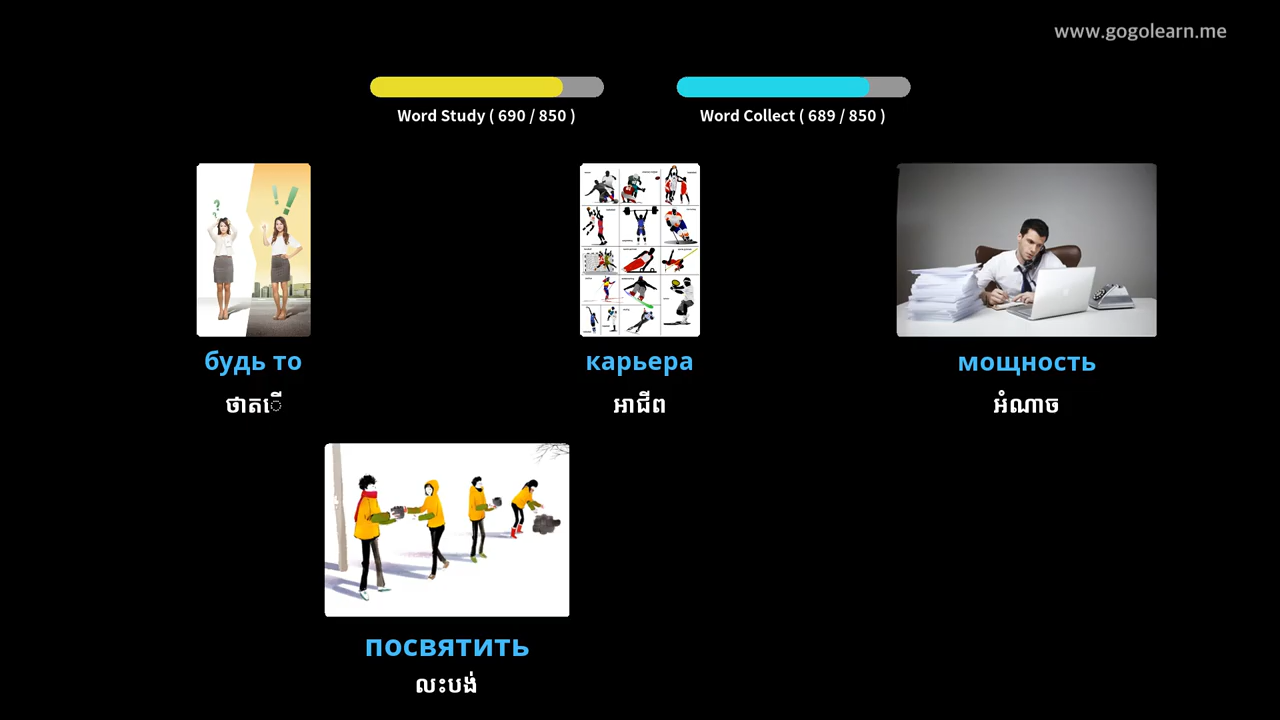 www.gogolearn.me
Word Study ( 690 / 850 )
Word Collect ( 689 / 850 )
будь то
карьера
мощность
ថាតើ
អាជីព
អំណាច
посвятить
លះបង់